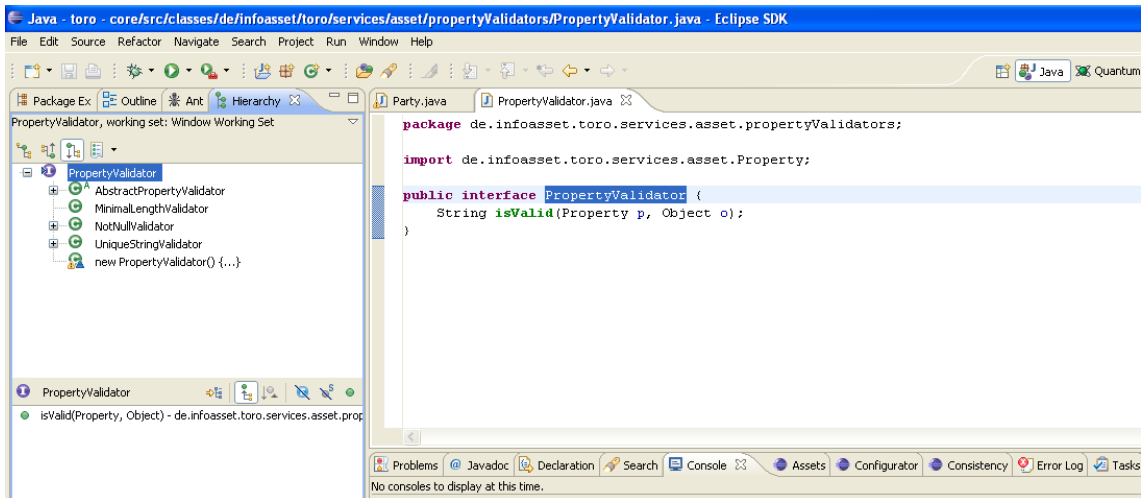 Java - toro - core/src/classes/de/infoasset/toro/services/asset/propertyValidators/PropertyValidator.java - Eclipse SDK
File Edit Source Refactor Navigate Search Project Run Window Help
Java Quantum
Package Ex Outline Ant Hierarchy
Party.java PropertyValidator.java
PropertyValidator, working set: Window Working Set
PropertyValidator
AbstractPropertyValidator
MinimalLengthValidator
NotNullValidator
UniqueStringValidator
new PropertyValidator() {...}
package de.infoasset.toro.services.asset.propertyValidators;
import de.infoasset.toro.services.asset.Property;
public interface PropertyValidator {
String isValid(Property p, Object o);
}
PropertyValidator
isValid(Property, Object) - de.infoasset.toro.services.asset.prop
Problems Javadoc Declaration Search Console Assets Configurator Consistency Error Log Tasks
No consoles to display at this time.